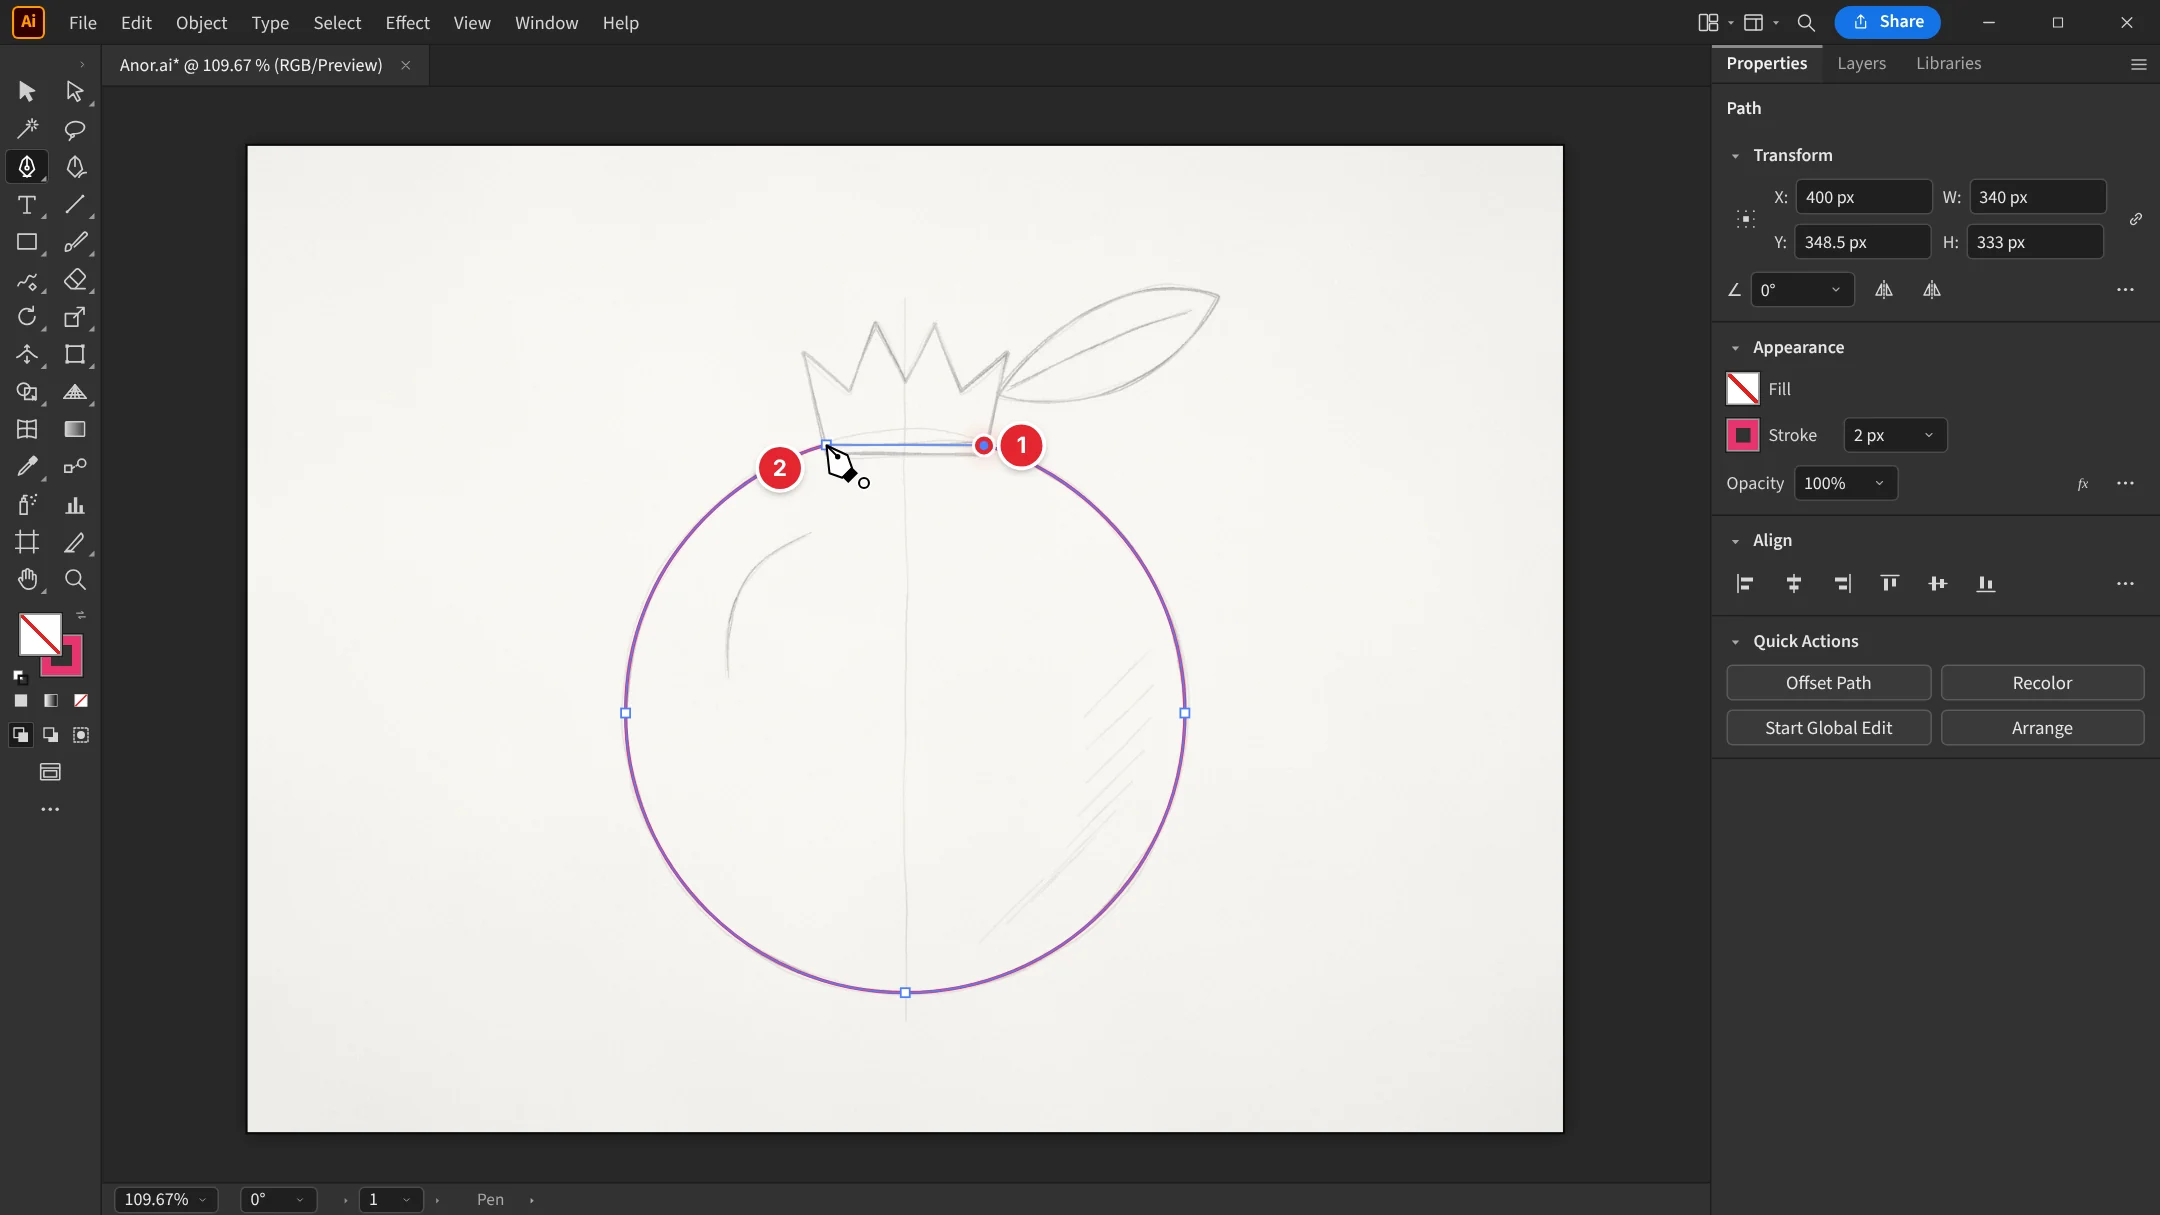 Ai File Edit Object Type Select Effect View Window Help Share
Anor.ai* @ 109.67 % (RGB/Preview)
Properties Layers Libraries
Path
Transform
X: 400 px W: 340 px
Y: 348.5 px H: 333 px
0°
Appearance
Fill
Stroke 2 px
Opacity 100% fx
Align
Quick Actions
Offset Path Recolor
Start Global Edit Arrange
1
2
109.67% 0° 1 Pen